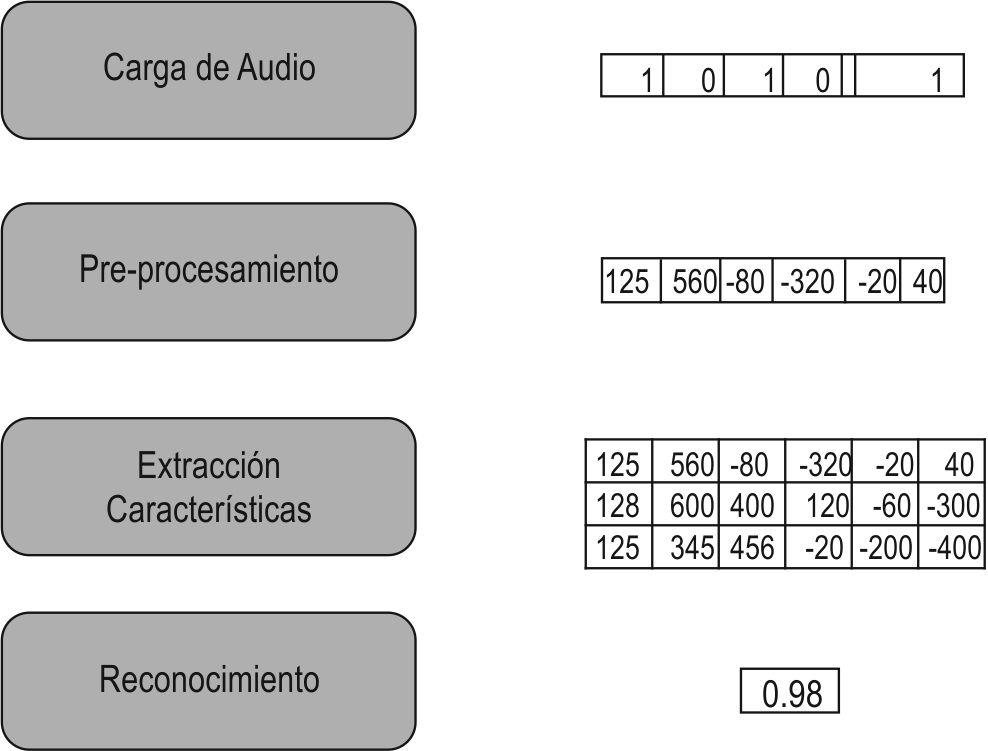 Carga de Audio
1 0 1 0 1
Pre-procesamiento
125 560 -80 -320 -20 40
Extracción
Características
125 560 -80 -320 -20 40
128 600 400 120 -60 -300
125 345 456 -20 -200 -400
Reconocimiento
0.98